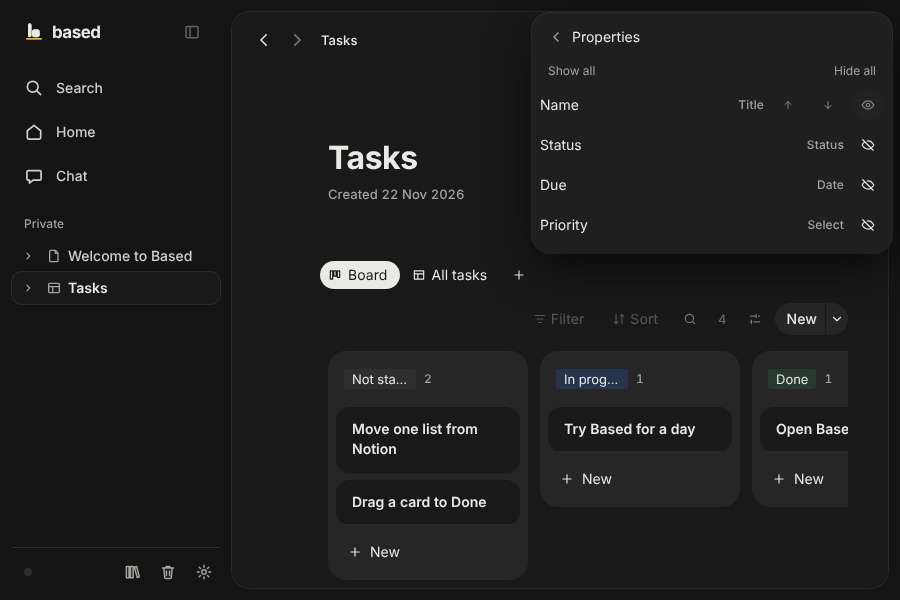 based
Search
Home
Chat
Private
Welcome to Based
Tasks
Tasks
Tasks
Created 22 Nov 2026
Properties
Show all Hide all
Name Title
Status Status
Due Date
Priority Select
Board All tasks
Filter Sort 4 New
Not sta... 2
Move one list from
Notion
Drag a card to Done
New
In prog... 1
Try Based for a day
New
Done 1
Open Base
New